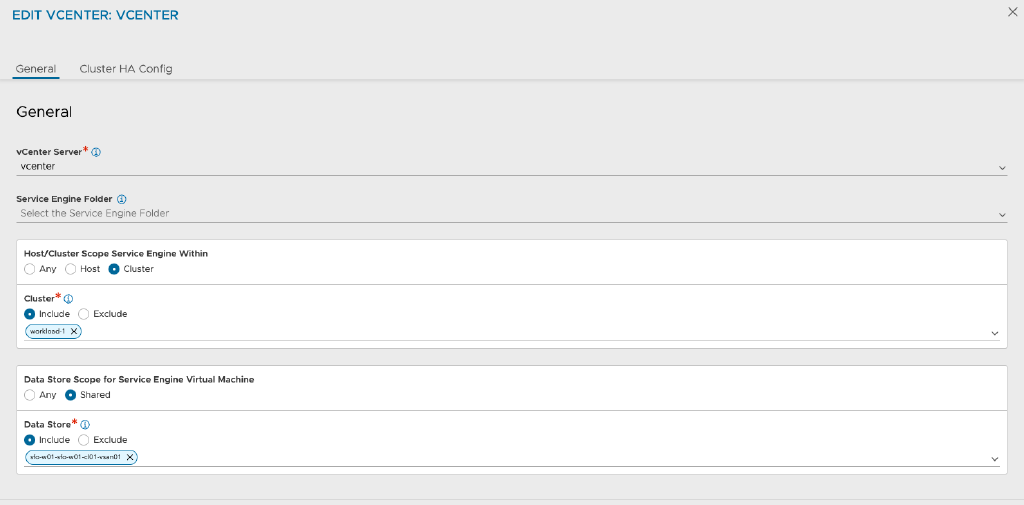 EDIT VCENTER: VCENTER
General Cluster HA Config
General
vCenter Server*
vcenter
Service Engine Folder
Select the Service Engine Folder
Host/Cluster Scope Service Engine Within
Any Host Cluster
Cluster*
Include Exclude
workload-1
Data Store Scope for Service Engine Virtual Machine
Any Shared
Data Store*
Include Exclude
sfo-w01-sfo-w01-cl01-vsan01